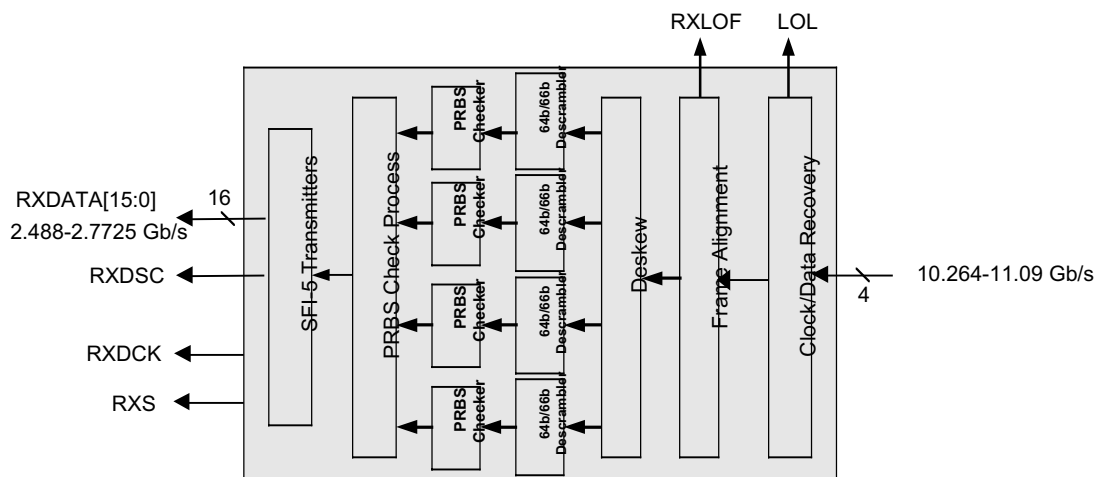 RXLOF LOL
RXDATA[15:0]
16
2.488-2.7725 Gb/s
RXDSC
RXDCK
RXS
SFI-5 Transmitters
PRBS Check Process
PRBS
Checker
64b/66b
Descrambler
PRBS
Checker
64b/66b
Descrambler
PRBS
Checker
64b/66b
Descrambler
PRBS
Checker
64b/66b
Descrambler
Deskew
Frame Alignment
Clock/Data Recovery
10.264-11.09 Gb/s
4